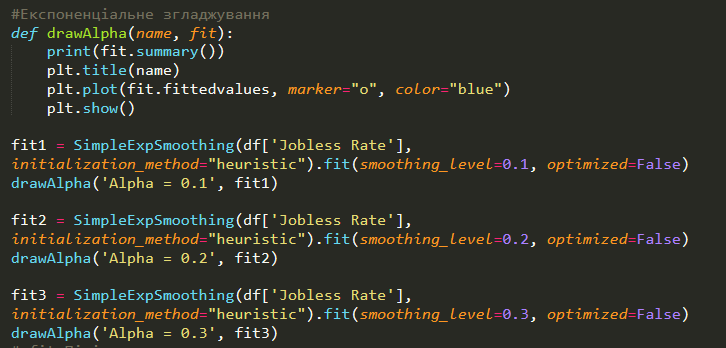 #Експоненціальне згладжування
def drawAlpha(name, fit):
    print(fit.summary())
    plt.title(name)
    plt.plot(fit.fittedvalues, marker="o", color="blue")
    plt.show()

fit1 = SimpleExpSmoothing(df['Jobless Rate'],
initialization_method="heuristic").fit(smoothing_level=0.1, optimized=False)
drawAlpha('Alpha = 0.1', fit1)

fit2 = SimpleExpSmoothing(df['Jobless Rate'],
initialization_method="heuristic").fit(smoothing_level=0.2, optimized=False)
drawAlpha('Alpha = 0.2', fit2)

fit3 = SimpleExpSmoothing(df['Jobless Rate'],
initialization_method="heuristic").fit(smoothing_level=0.3, optimized=False)
drawAlpha('Alpha = 0.3', fit3)